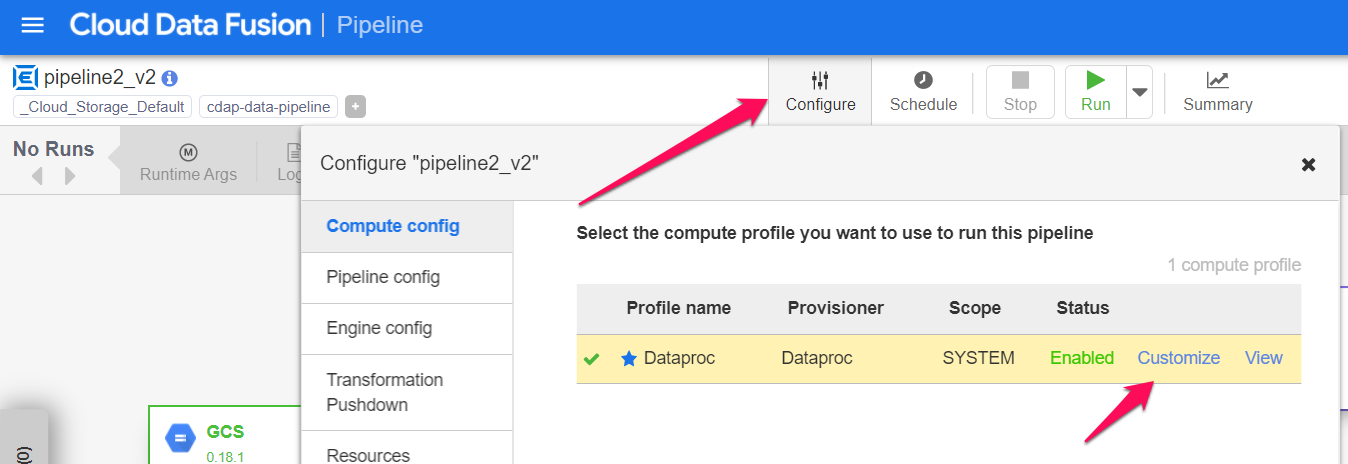 Cloud Data Fusion | Pipeline
pipeline2_v2
_Cloud_Storage_Default cdap-data-pipeline +
Configure Schedule Stop Run Summary
No Runs
M
Runtime Args
Configure "pipeline2_v2"
Compute config
Pipeline config
Engine config
Transformation
Pushdown
Resources
Select the compute profile you want to use to run this pipeline
1 compute profile
Profile name Provisioner Scope Status
Dataproc Dataproc SYSTEM Enabled Customize View
GCS
0.18.1
(0)